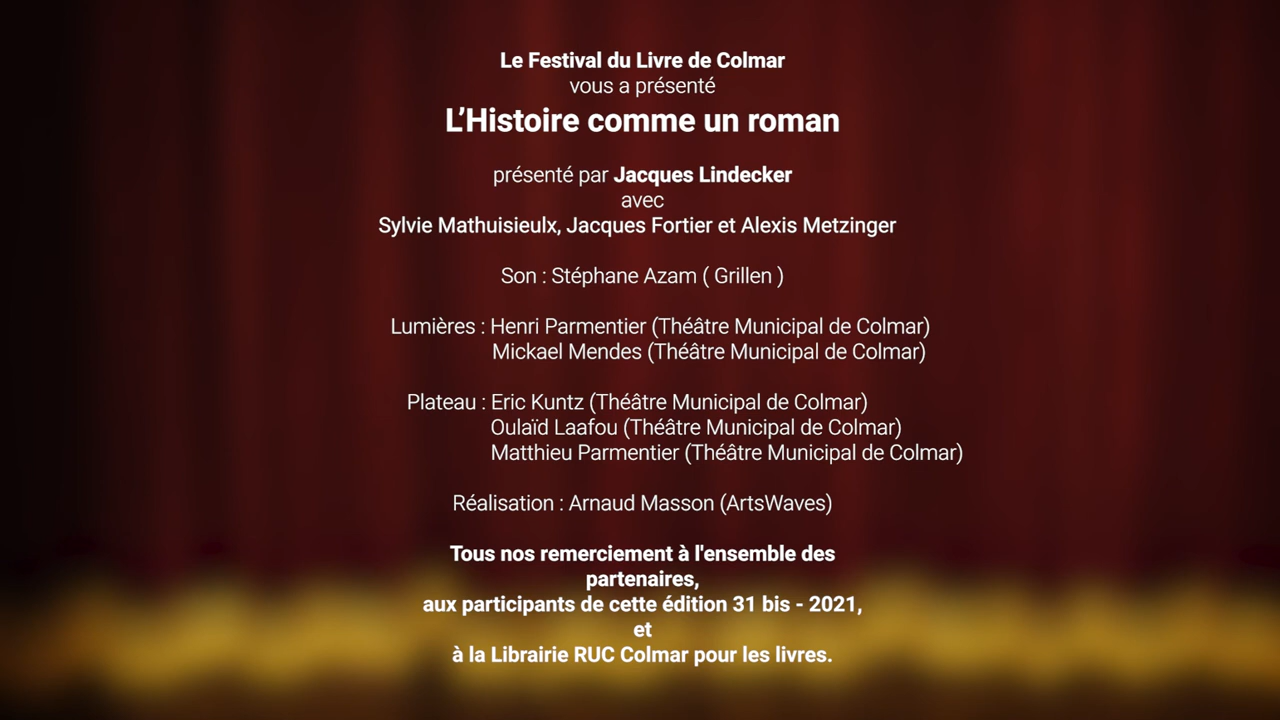 Le Festival du Livre de Colmar
vous a présenté
L’Histoire comme un roman
présenté par Jacques Lindecker
avec
Sylvie Mathuisieulx, Jacques Fortier et Alexis Metzinger
Son : Stéphane Azam ( Grillen )
Lumières : Henri Parmentier (Théâtre Municipal de Colmar)
Mickael Mendes (Théâtre Municipal de Colmar)
Plateau : Eric Kuntz (Théâtre Municipal de Colmar)
Oulaïd Laafou (Théâtre Municipal de Colmar)
Matthieu Parmentier (Théâtre Municipal de Colmar)
Réalisation : Arnaud Masson (ArtsWaves)
Tous nos remerciement à l'ensemble des
partenaires,
aux participants de cette édition 31 bis - 2021,
et
à la Librairie RUC Colmar pour les livres.